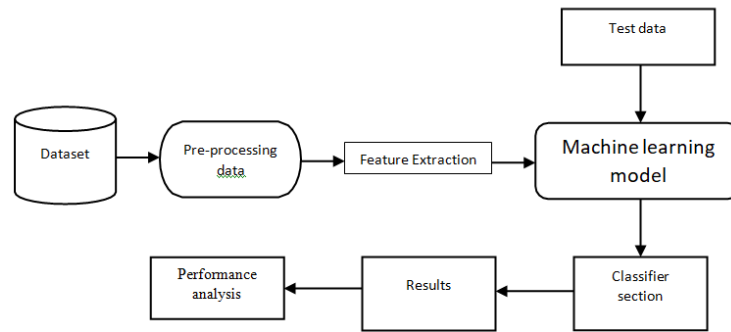 Test data
Dataset
Pre-processing
data
Feature Extraction
Machine learning
model
Classifier
section
Results
Performance
analysis